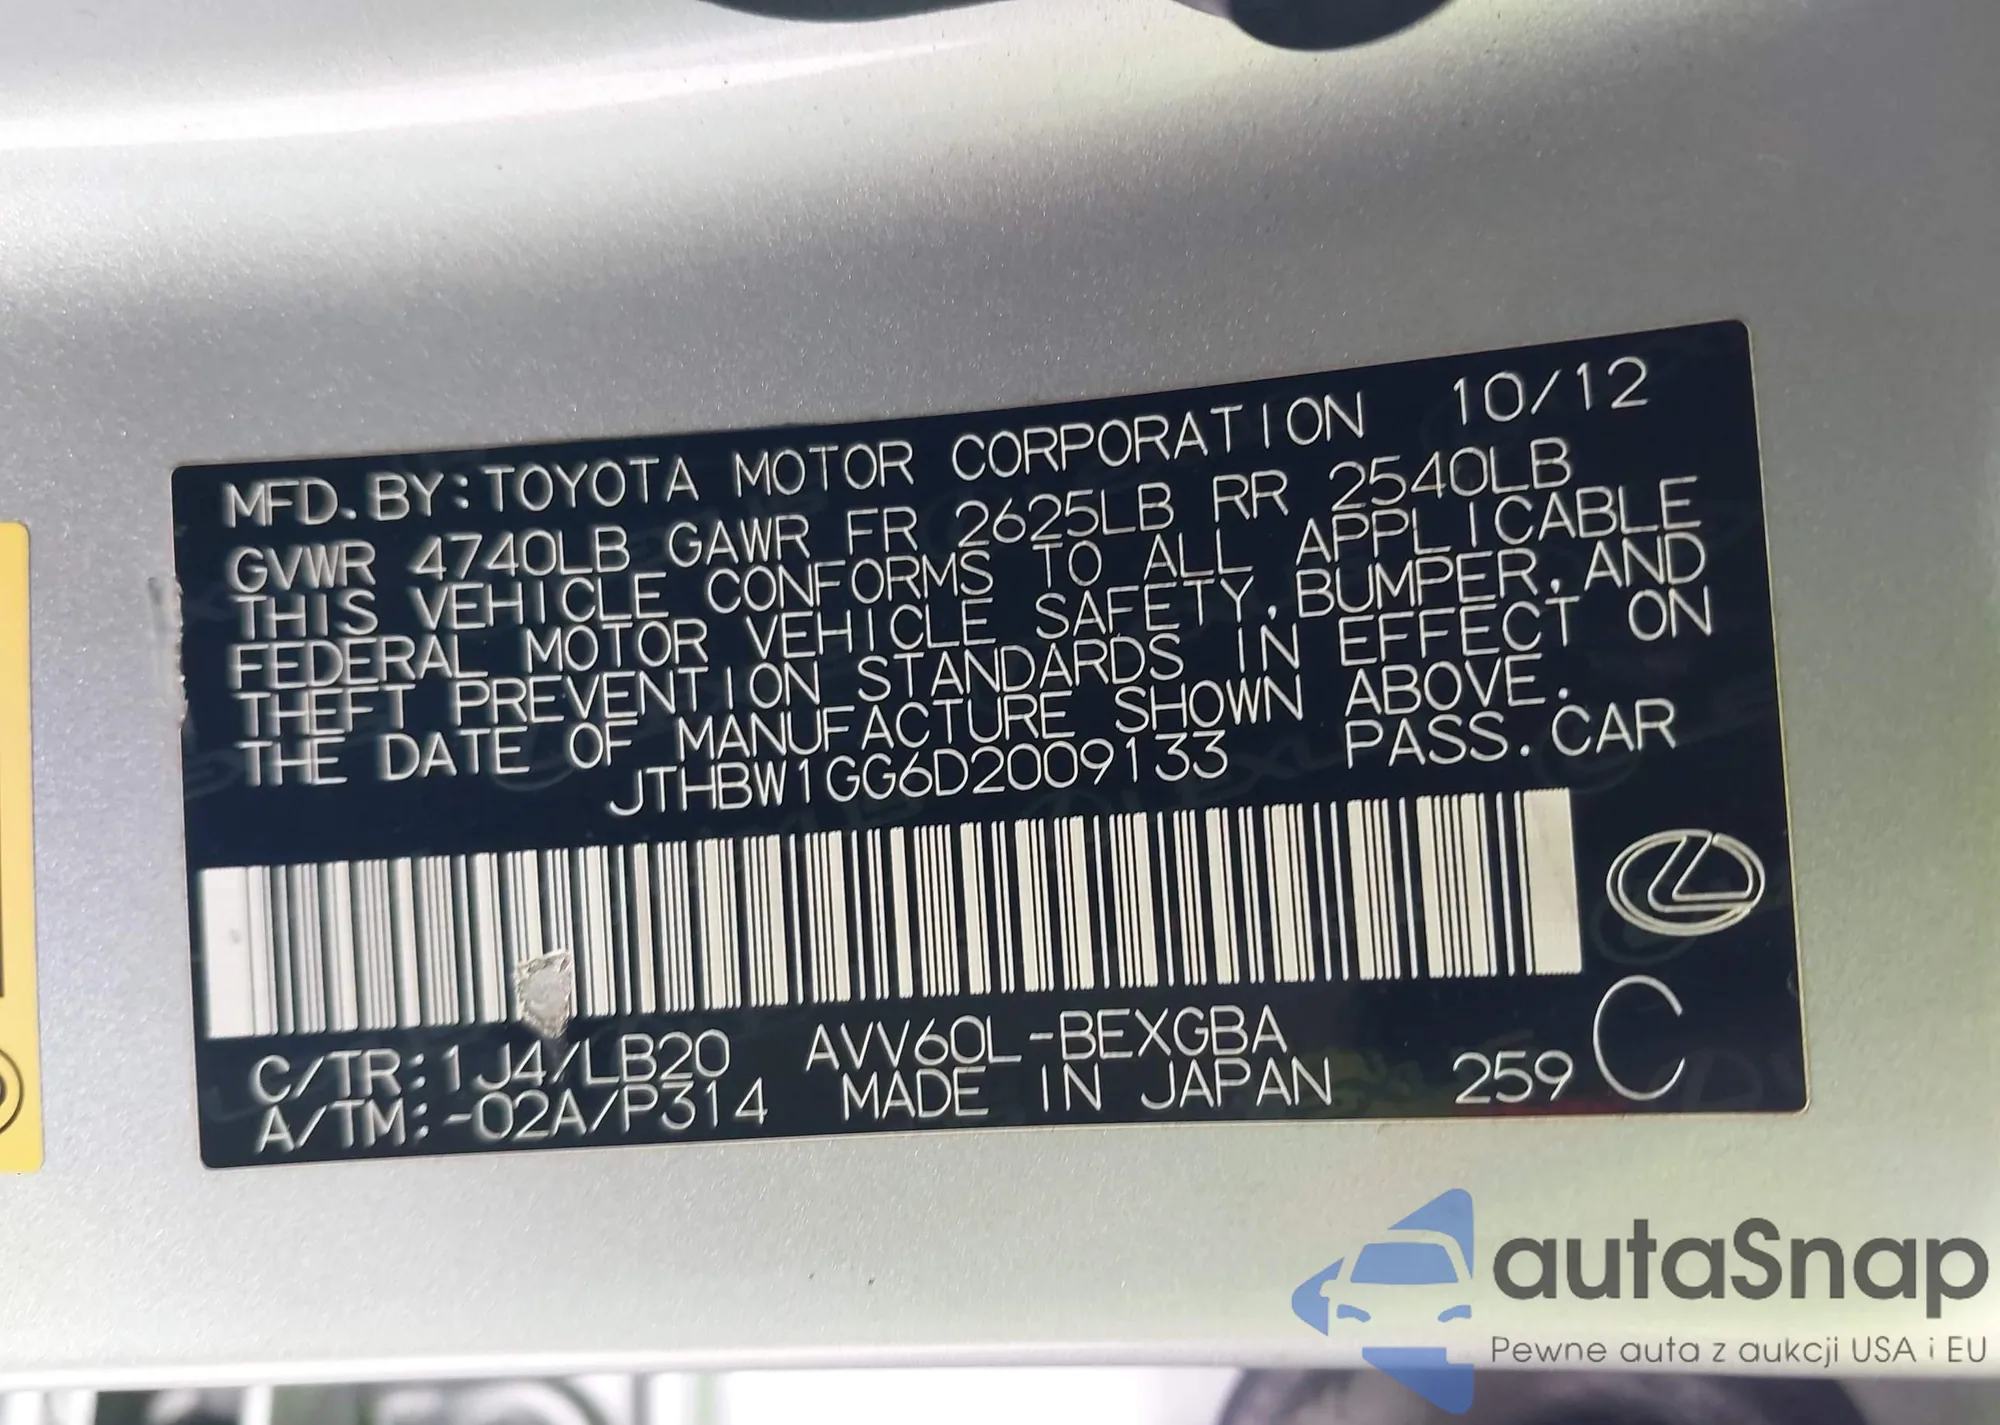 MFD. BY: TOYOTA MOTOR CORPORATION 10/12
GVWR 4740LB GAWR FR 2625LB RR 2540LB
THIS VEHICLE CONFORMS TO ALL APPLICABLE
FEDERAL MOTOR VEHICLE SAFETY, BUMPER, AND
THEFT PREVENTION STANDARDS IN EFFECT ON
THE DATE OF MANUFACTURE SHOWN ABOVE.
JTHBW1GG6D2009133 PASS. CAR
C/TR: 1J4/LB20 AVV60L-BEXGBA
A/TM: -02A/P314 MADE IN JAPAN 259 C
autaSnap
Pewne auta z aukcji USA i EU